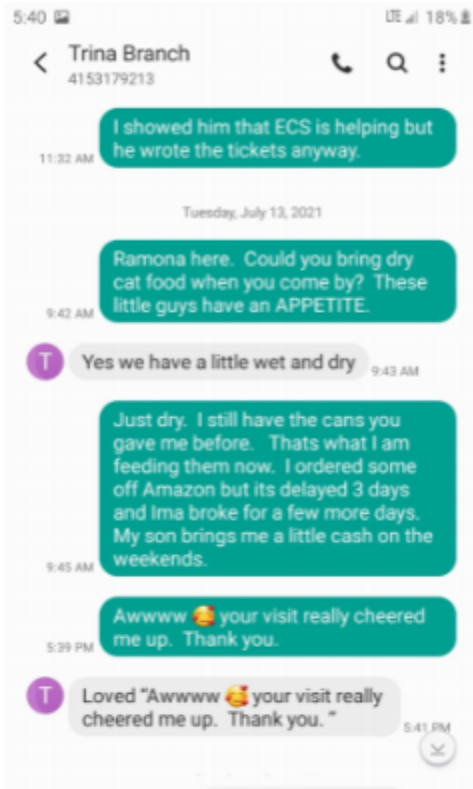 5:40 LTE 18%
Trina Branch
4153179213
I showed him that ECS is helping but
he wrote the tickets anyway.
11:32 AM
Tuesday, July 13, 2021
Ramona here. Could you bring dry
cat food when you come by? These
little guys have an APPETITE.
9:42 AM
T
Yes we have a little wet and dry
9:43 AM
Just dry. I still have the cans you
gave me before. Thats what I am
feeding them now. I ordered some
off Amazon but its delayed 3 days
and Ima broke for a few more days.
My son brings me a little cash on the
weekends.
9:45 AM
Awwww 🥰 your visit really cheered
me up. Thank you.
5:39 PM
T
Loved “Awwww 🥰 your visit really
cheered me up. Thank you. ”
5:41 PM